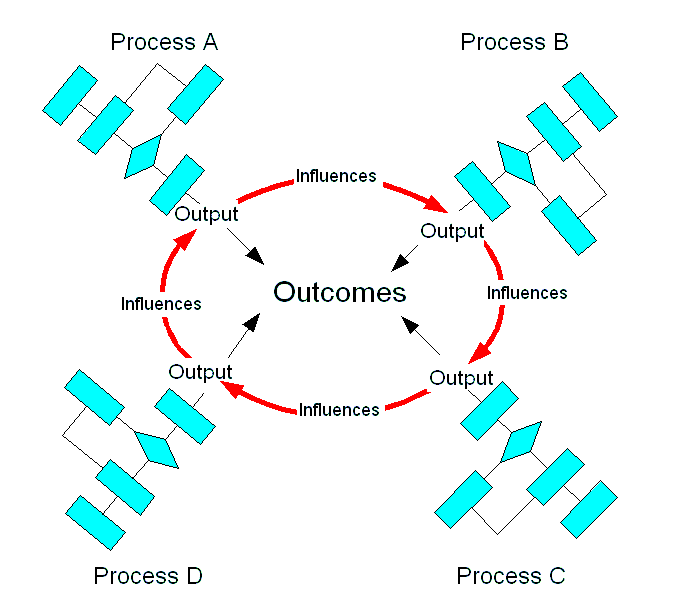 Process A
Process B
Influences
Output
Output
Outcomes
Influences
Influences
Output
Output
Influences
Process D
Process C